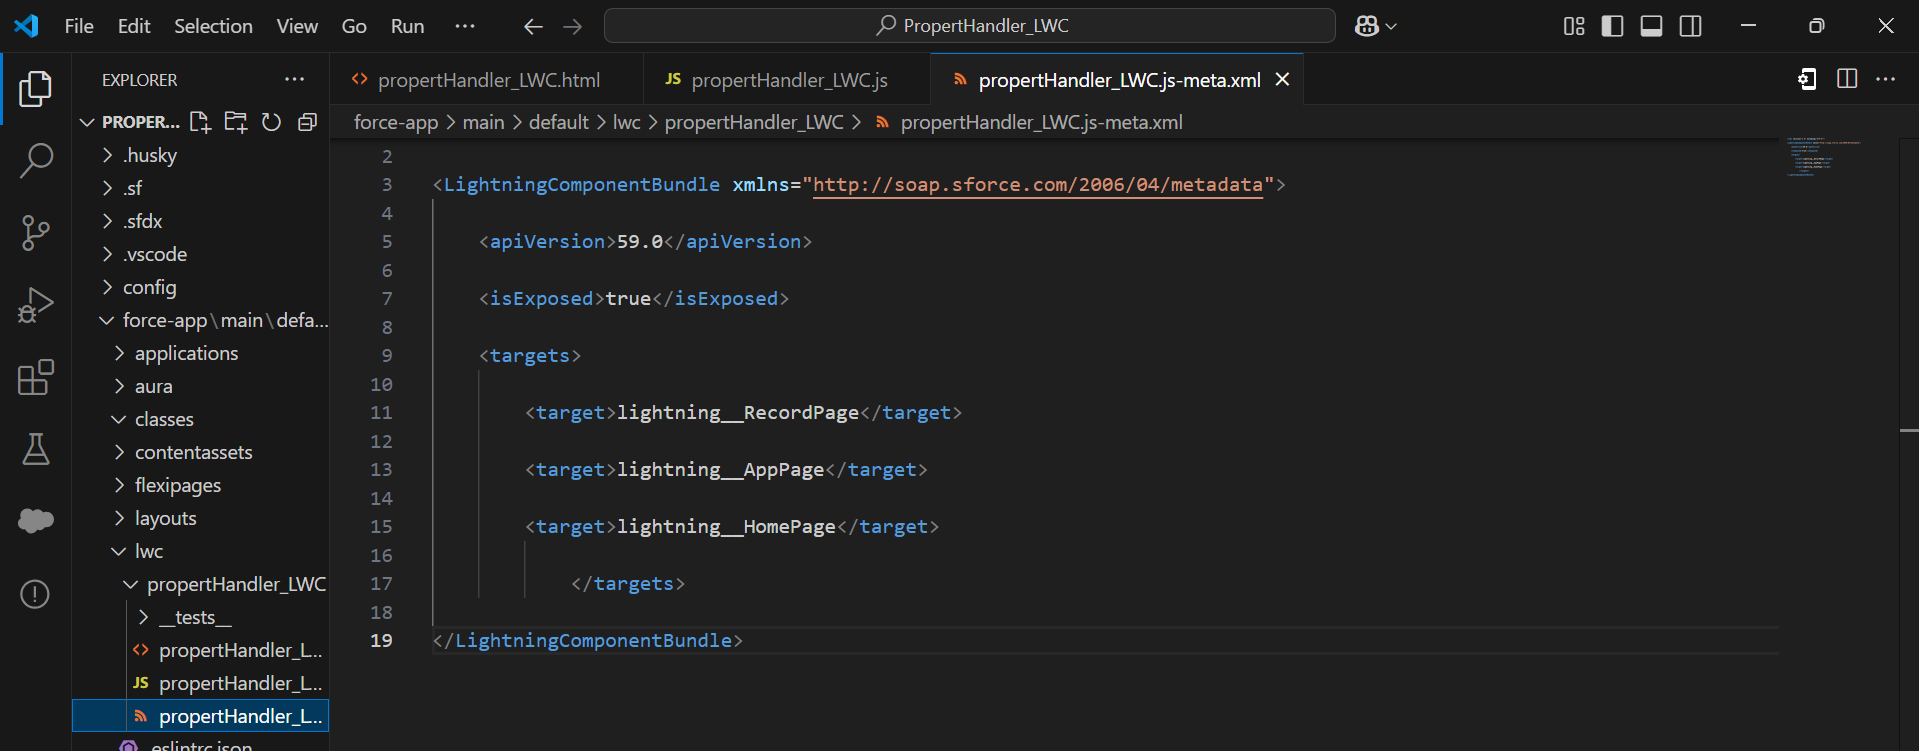 File Edit Selection View Go Run ··· PropertHandler_LWC
EXPLORER ···
PROPER...
.husky
.sf
.sfdx
.vscode
config
force-app\main\defa...
applications
aura
classes
contentassets
flexipages
layouts
lwc
propertHandler_LWC
__tests__
<> propertHandler_L...
JS propertHandler_L...
propertHandler_L...
.eslintrc.json
<> propertHandler_LWC.html JS propertHandler_LWC.js propertHandler_LWC.js-meta.xml
force-app > main > default > lwc > propertHandler_LWC > propertHandler_LWC.js-meta.xml
2
3 <LightningComponentBundle xmlns="http://soap.sforce.com/2006/04/metadata">
4
5 <apiVersion>59.0</apiVersion>
6
7 <isExposed>true</isExposed>
8
9 <targets>
10
11 <target>lightning__RecordPage</target>
12
13 <target>lightning__AppPage</target>
14
15 <target>lightning__HomePage</target>
16
17 </targets>
18
19 </LightningComponentBundle>